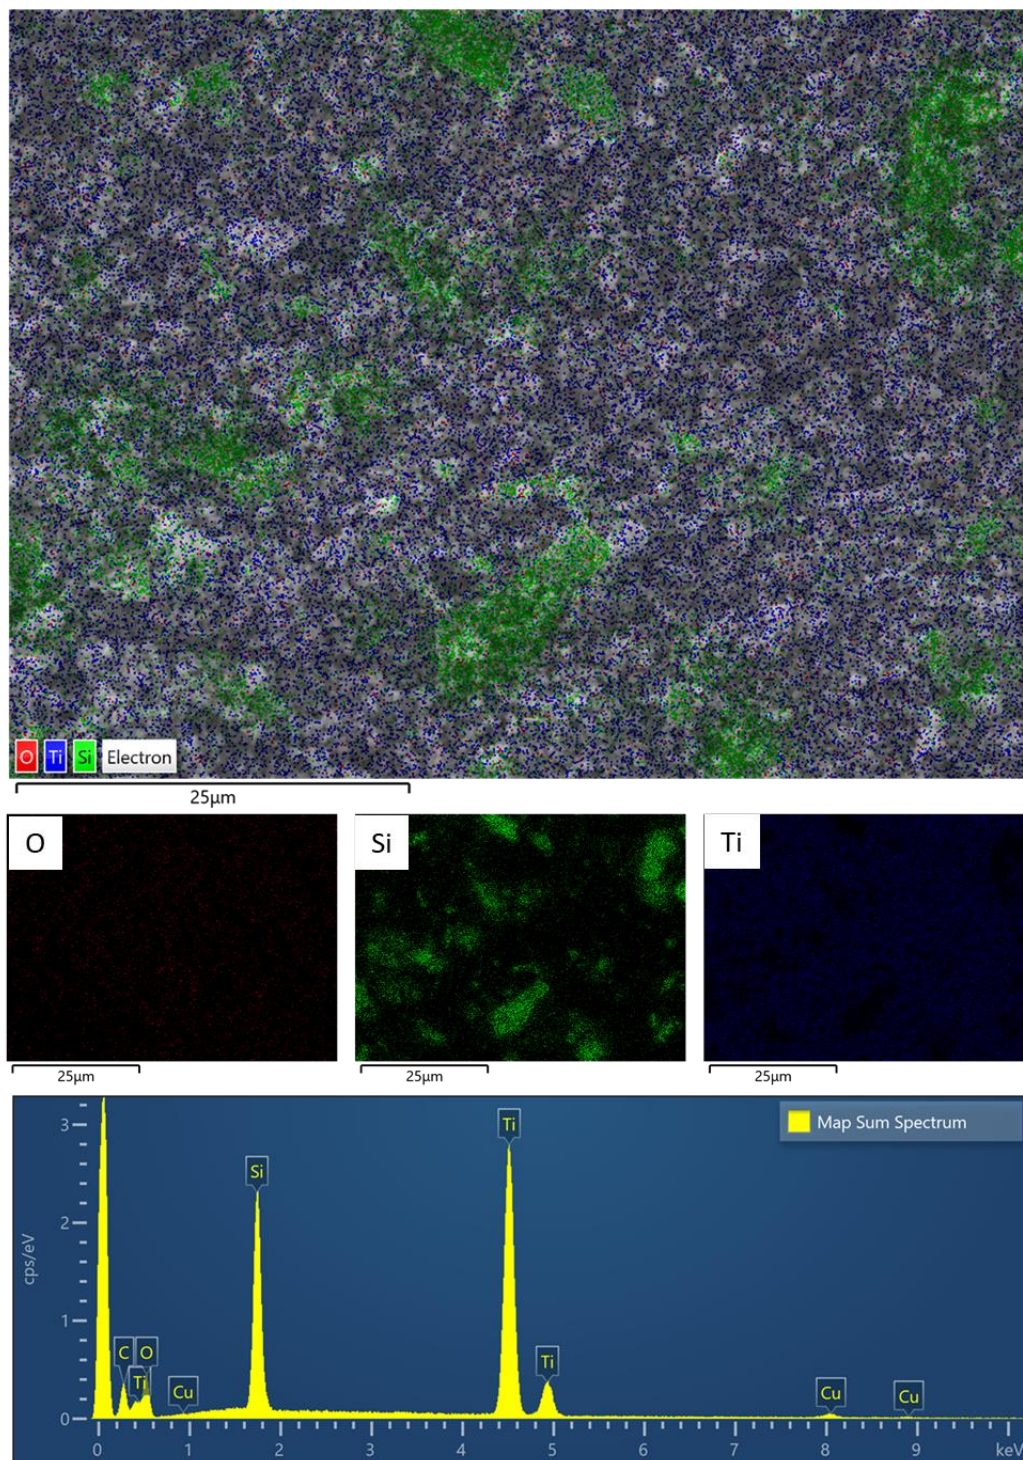 O Ti Si Electron
25μm
O Si Ti
25μm 25μm 25μm
Map Sum Spectrum
cps/eV
3
2
1
0
Si
Ti
C
O
Ti
Cu
Ti
Cu
Cu
0 1 2 3 4 5 6 7 8 9 keV